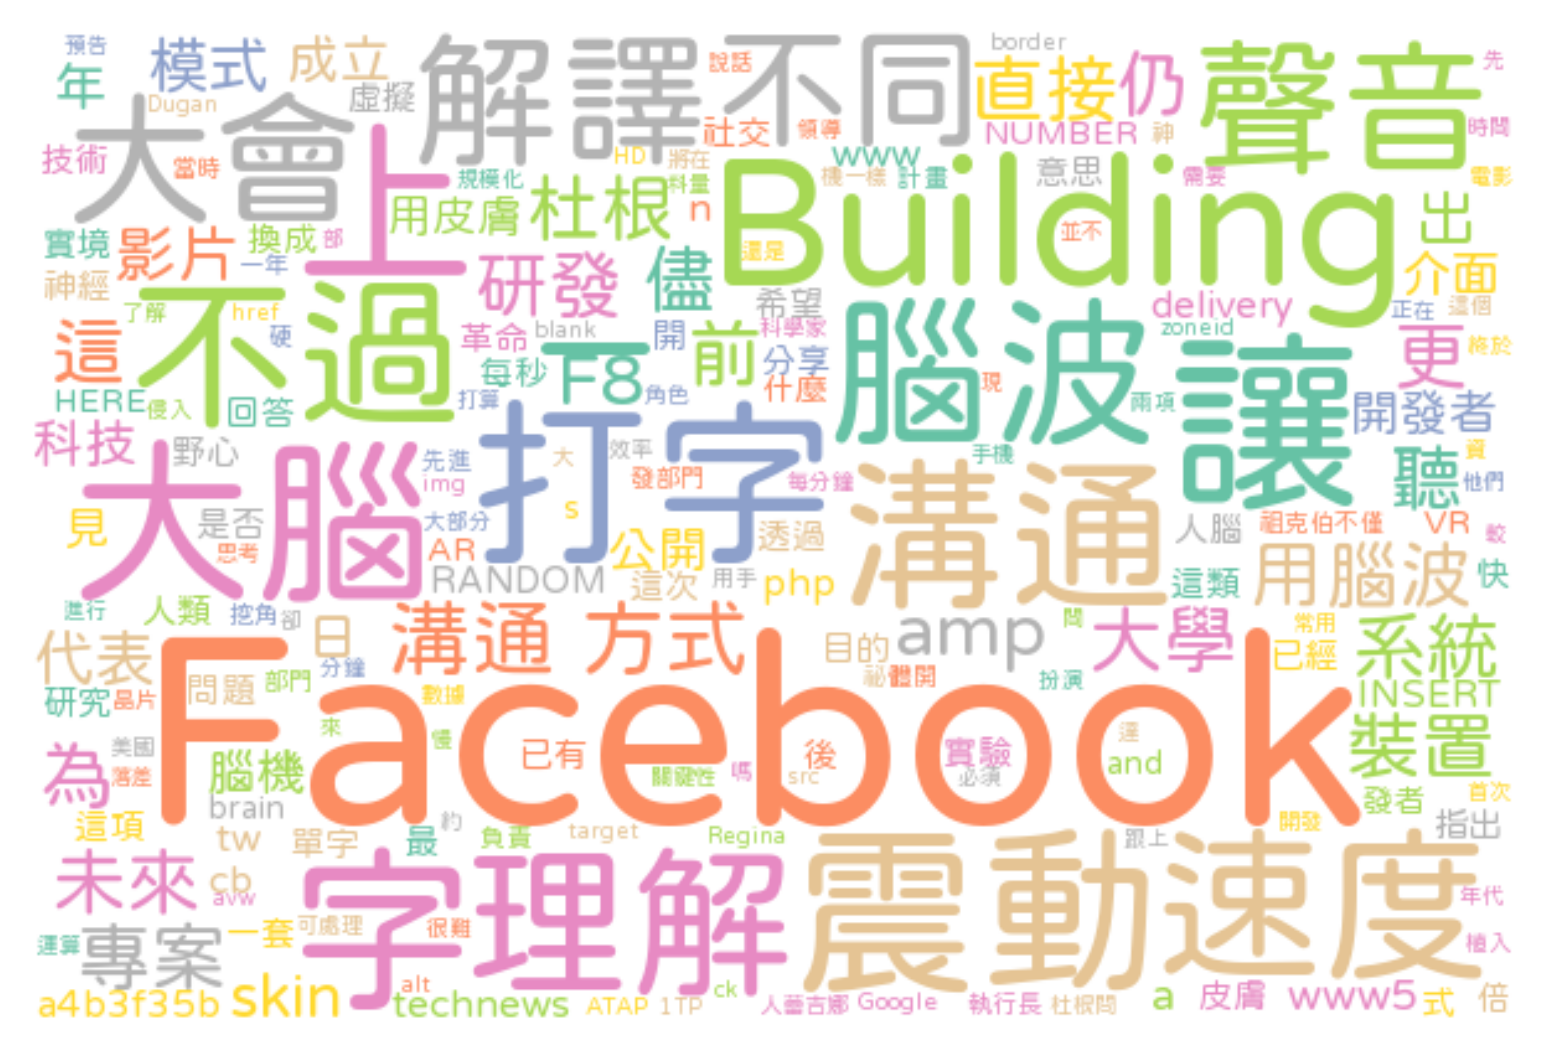 預告
模式
成立
解譯
不同
border
直接
仍
聲音
先
年
Dugan
虛擬
說話
大會
上
社交
領導
NUMBER
神
時間
技術
當時
HD
將在
www
意思
需要
電影
規模化
料量
機一樣
計畫
用皮膚
杜根
n
Building
並不
出
實境
影片
換成
部
一年
研發
儘
還是
介面
神經
希望
delivery
正在
這個
了解
href
不過
這
硬
革命
blank
開
前
科學家
腦波
zoneid
讓
更
終於
每秒
F8
分享
什麼
現
HERE
侵入
回答
打算
角色
兩項
開發者
科技
野心
大腦
打字
先進
大
效率
手機
溝通
聽
資
他們
img
發部門
每分鐘
見
是否
大部分
s
公開
透過
人腦
祖克伯不僅
VR
較
思考
AR
RANDOM
這次
用手
php
這類
用腦波
快
進行
人類
挖角
卻
日
溝通 方式
目的
amp
問
大學
常用
已經
系統
代表
分鐘
Facebook
祕
體開
扮演
INSERT
研究
晶片
問題
部門
數據
來
慢
達
裝置
為
美國
落差
腦機
已有
關鍵性
嗎
src
後
實驗
必須
and
發者
首次
brain
這項
tw
單字
最
約
負責
target
Regina
跟上
開發
指出
未來
cb
avw
字理解
震動速度
年代
運算
專案
一套
可處理
很難
植入
a4b3f35b
skin
alt
technews
ATAP
1TP
ck
人蕾吉娜
Google
執行長
杜根問
a
皮膚
www5
式
倍